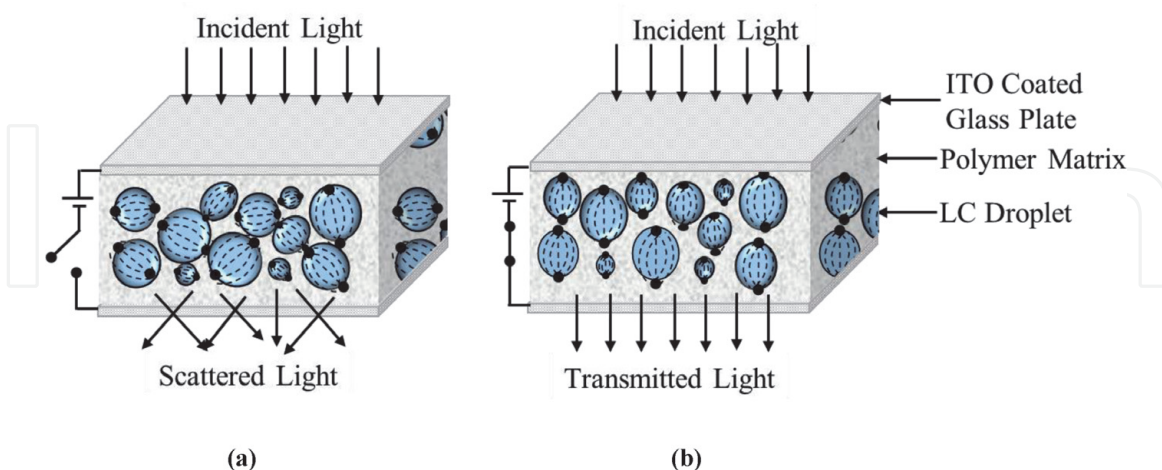 Incident Light
Scattered Light
(a)
Incident Light
ITO Coated
Glass Plate
Polymer Matrix
LC Droplet
Transmitted Light
(b)